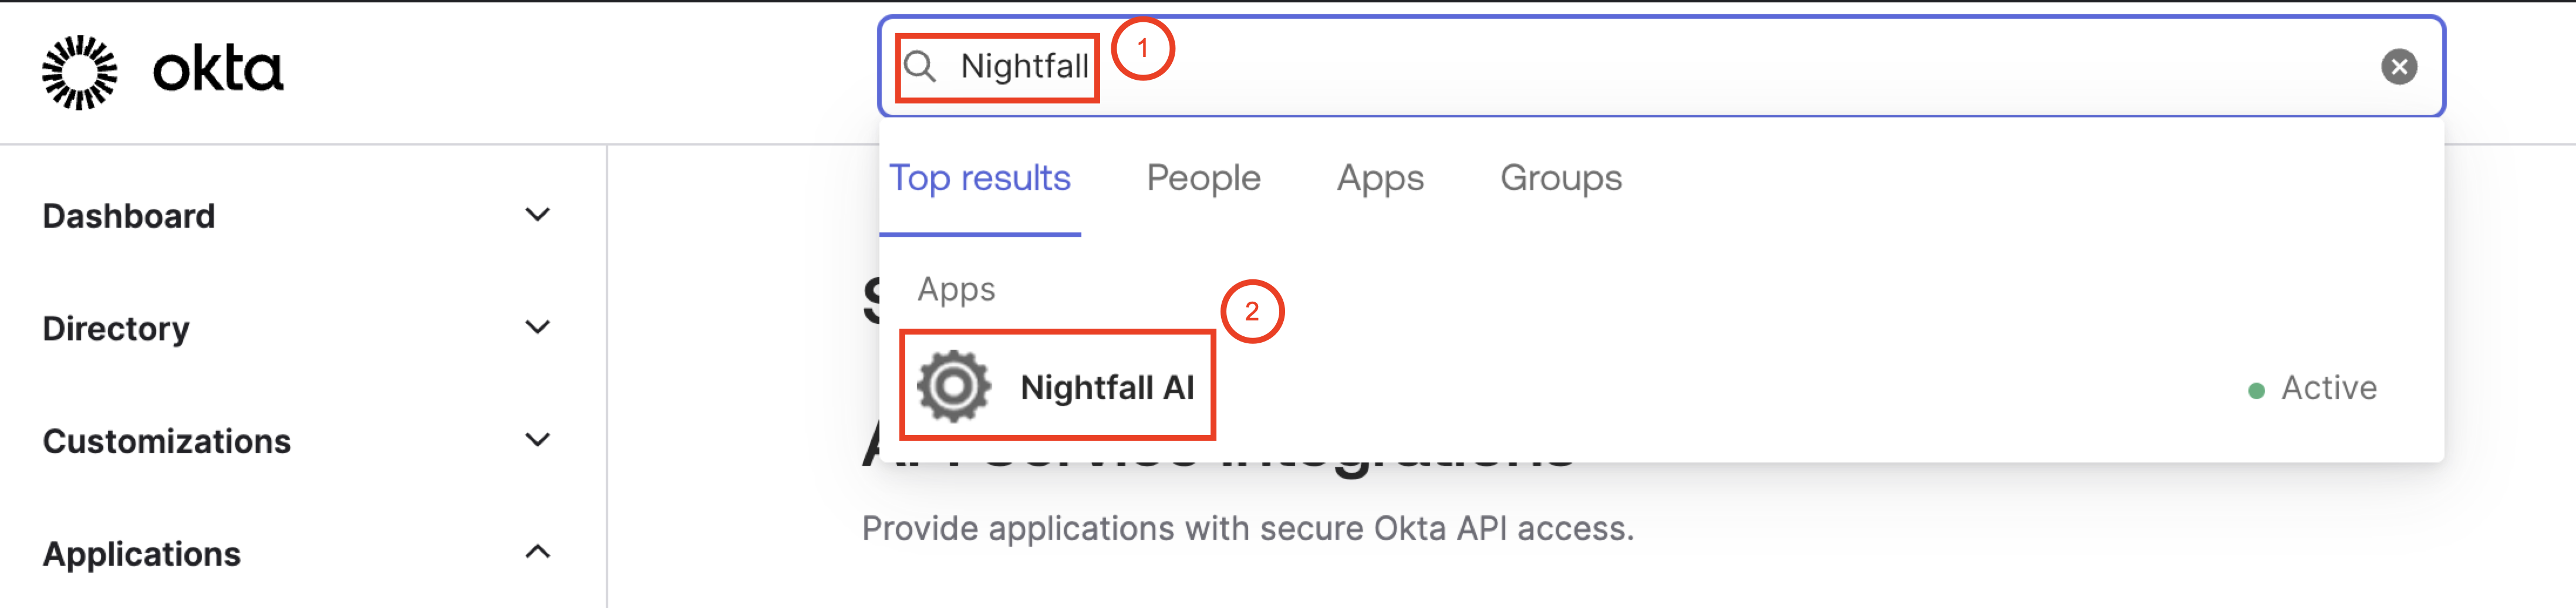 okta
Nightfall
1
Top results People Apps Groups
Dashboard
Apps
2
Directory
Nightfall AI
Active
Customizations
Provide applications with secure Okta API access.
Applications